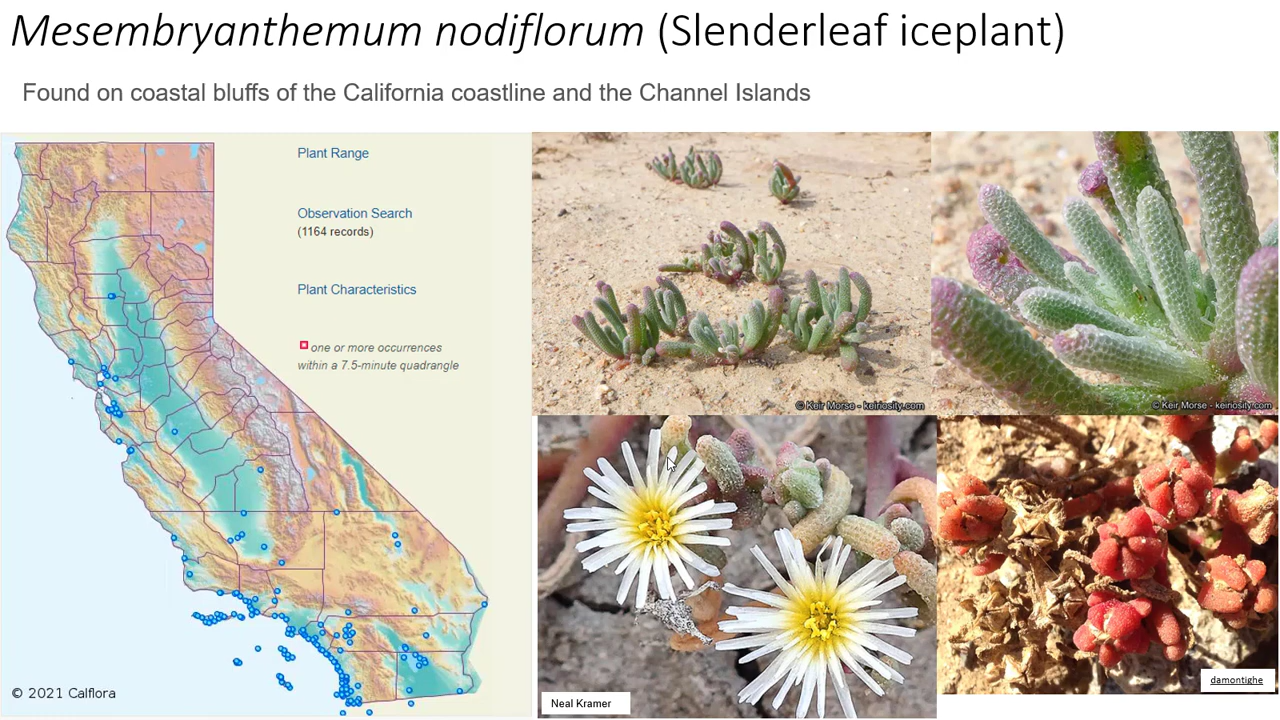 Mesembryanthemum nodiflorum (Slenderleaf iceplant)
Found on coastal bluffs of the California coastline and the Channel Islands
Plant Range
Observation Search
(1164 records)
Plant Characteristics
one or more occurrences
within a 7.5-minute quadrangle
© 2021 Calflora
© Keir Morse - keiriosity.com
© Keir Morse - keiriosity.com
Neal Kramer
damontighe